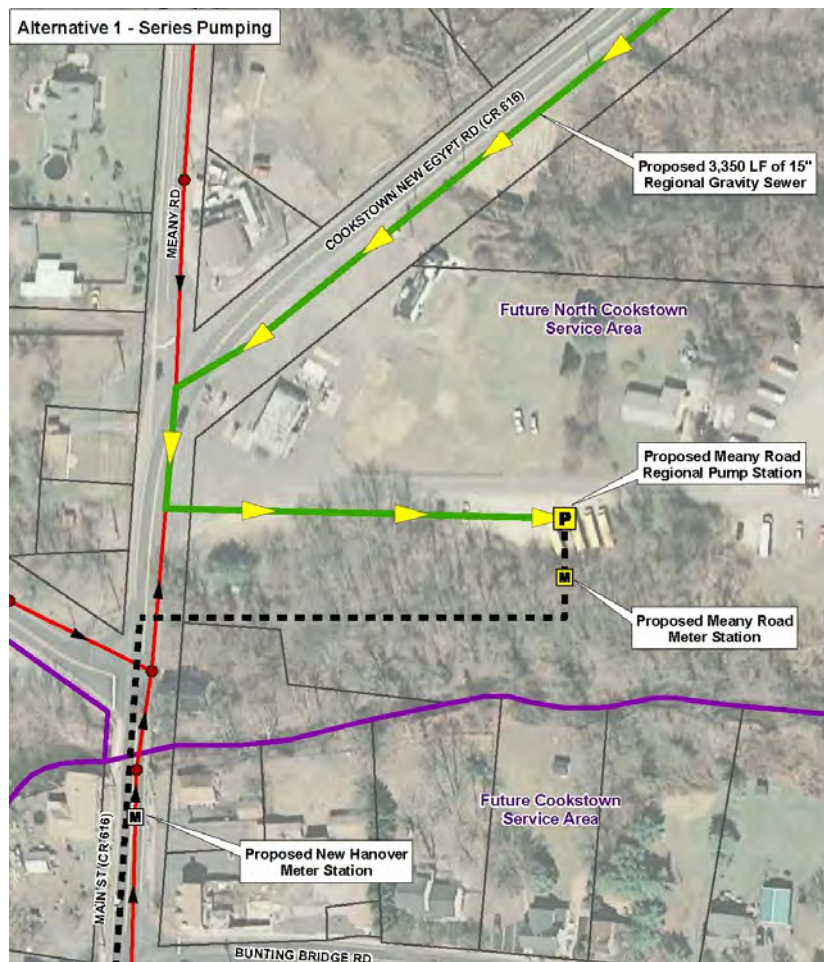 Alternative 1 - Series Pumping
COOKSTOWN NEW EGYPT RD (CR 616)
Proposed 3,350 LF of 15"
Regional Gravity Sewer
MEANY RD
Future North Cookstown
Service Area
Proposed Meany Road
Regional Pump Station
P
M
Proposed Meany Road
Meter Station
Future Cookstown
Service Area
M
Proposed New Hanover
Meter Station
MAIN ST (CR 616)
BUNTING BRIDGE RD